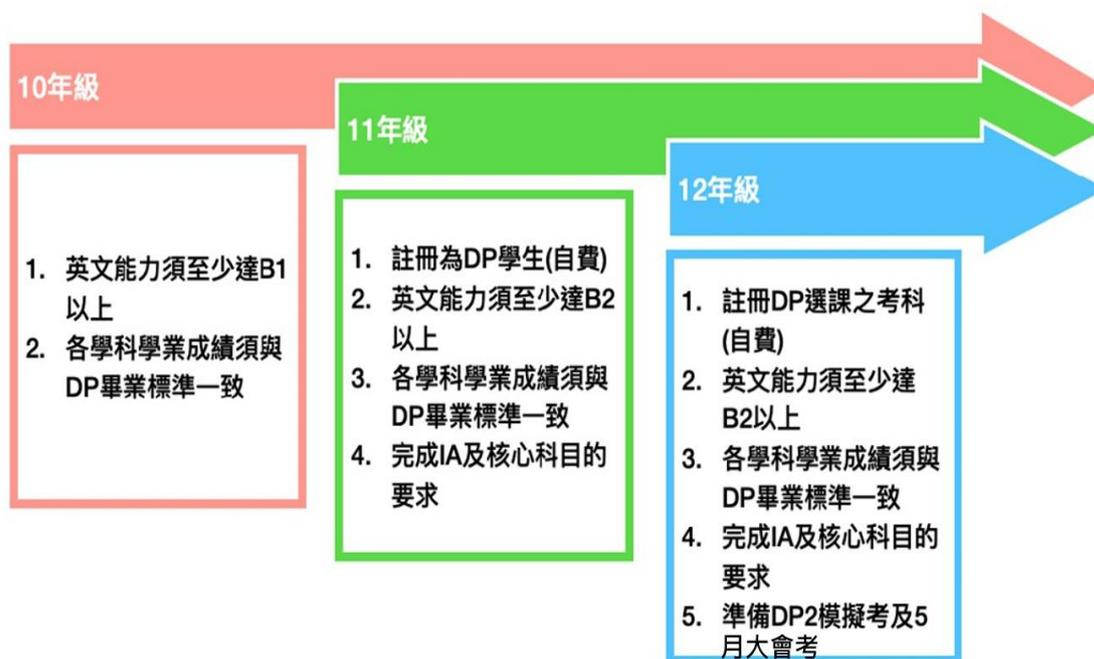 10年級
1. 英文能力須至少達B1
以上
2. 各學科學業成績須與
DP畢業標準一致
11年級
1. 註冊為DP學生(自費)
2. 英文能力須至少達B2
以上
3. 各學科學業成績須與
DP畢業標準一致
4. 完成IA及核心科目的
要求
12年級
1. 註冊DP選課之考科
(自費)
2. 英文能力須至少達
B2以上
3. 各學科學業成績須與
DP畢業標準一致
4. 完成IA及核心科目的
要求
5. 準備DP2模擬考及5
月大會考